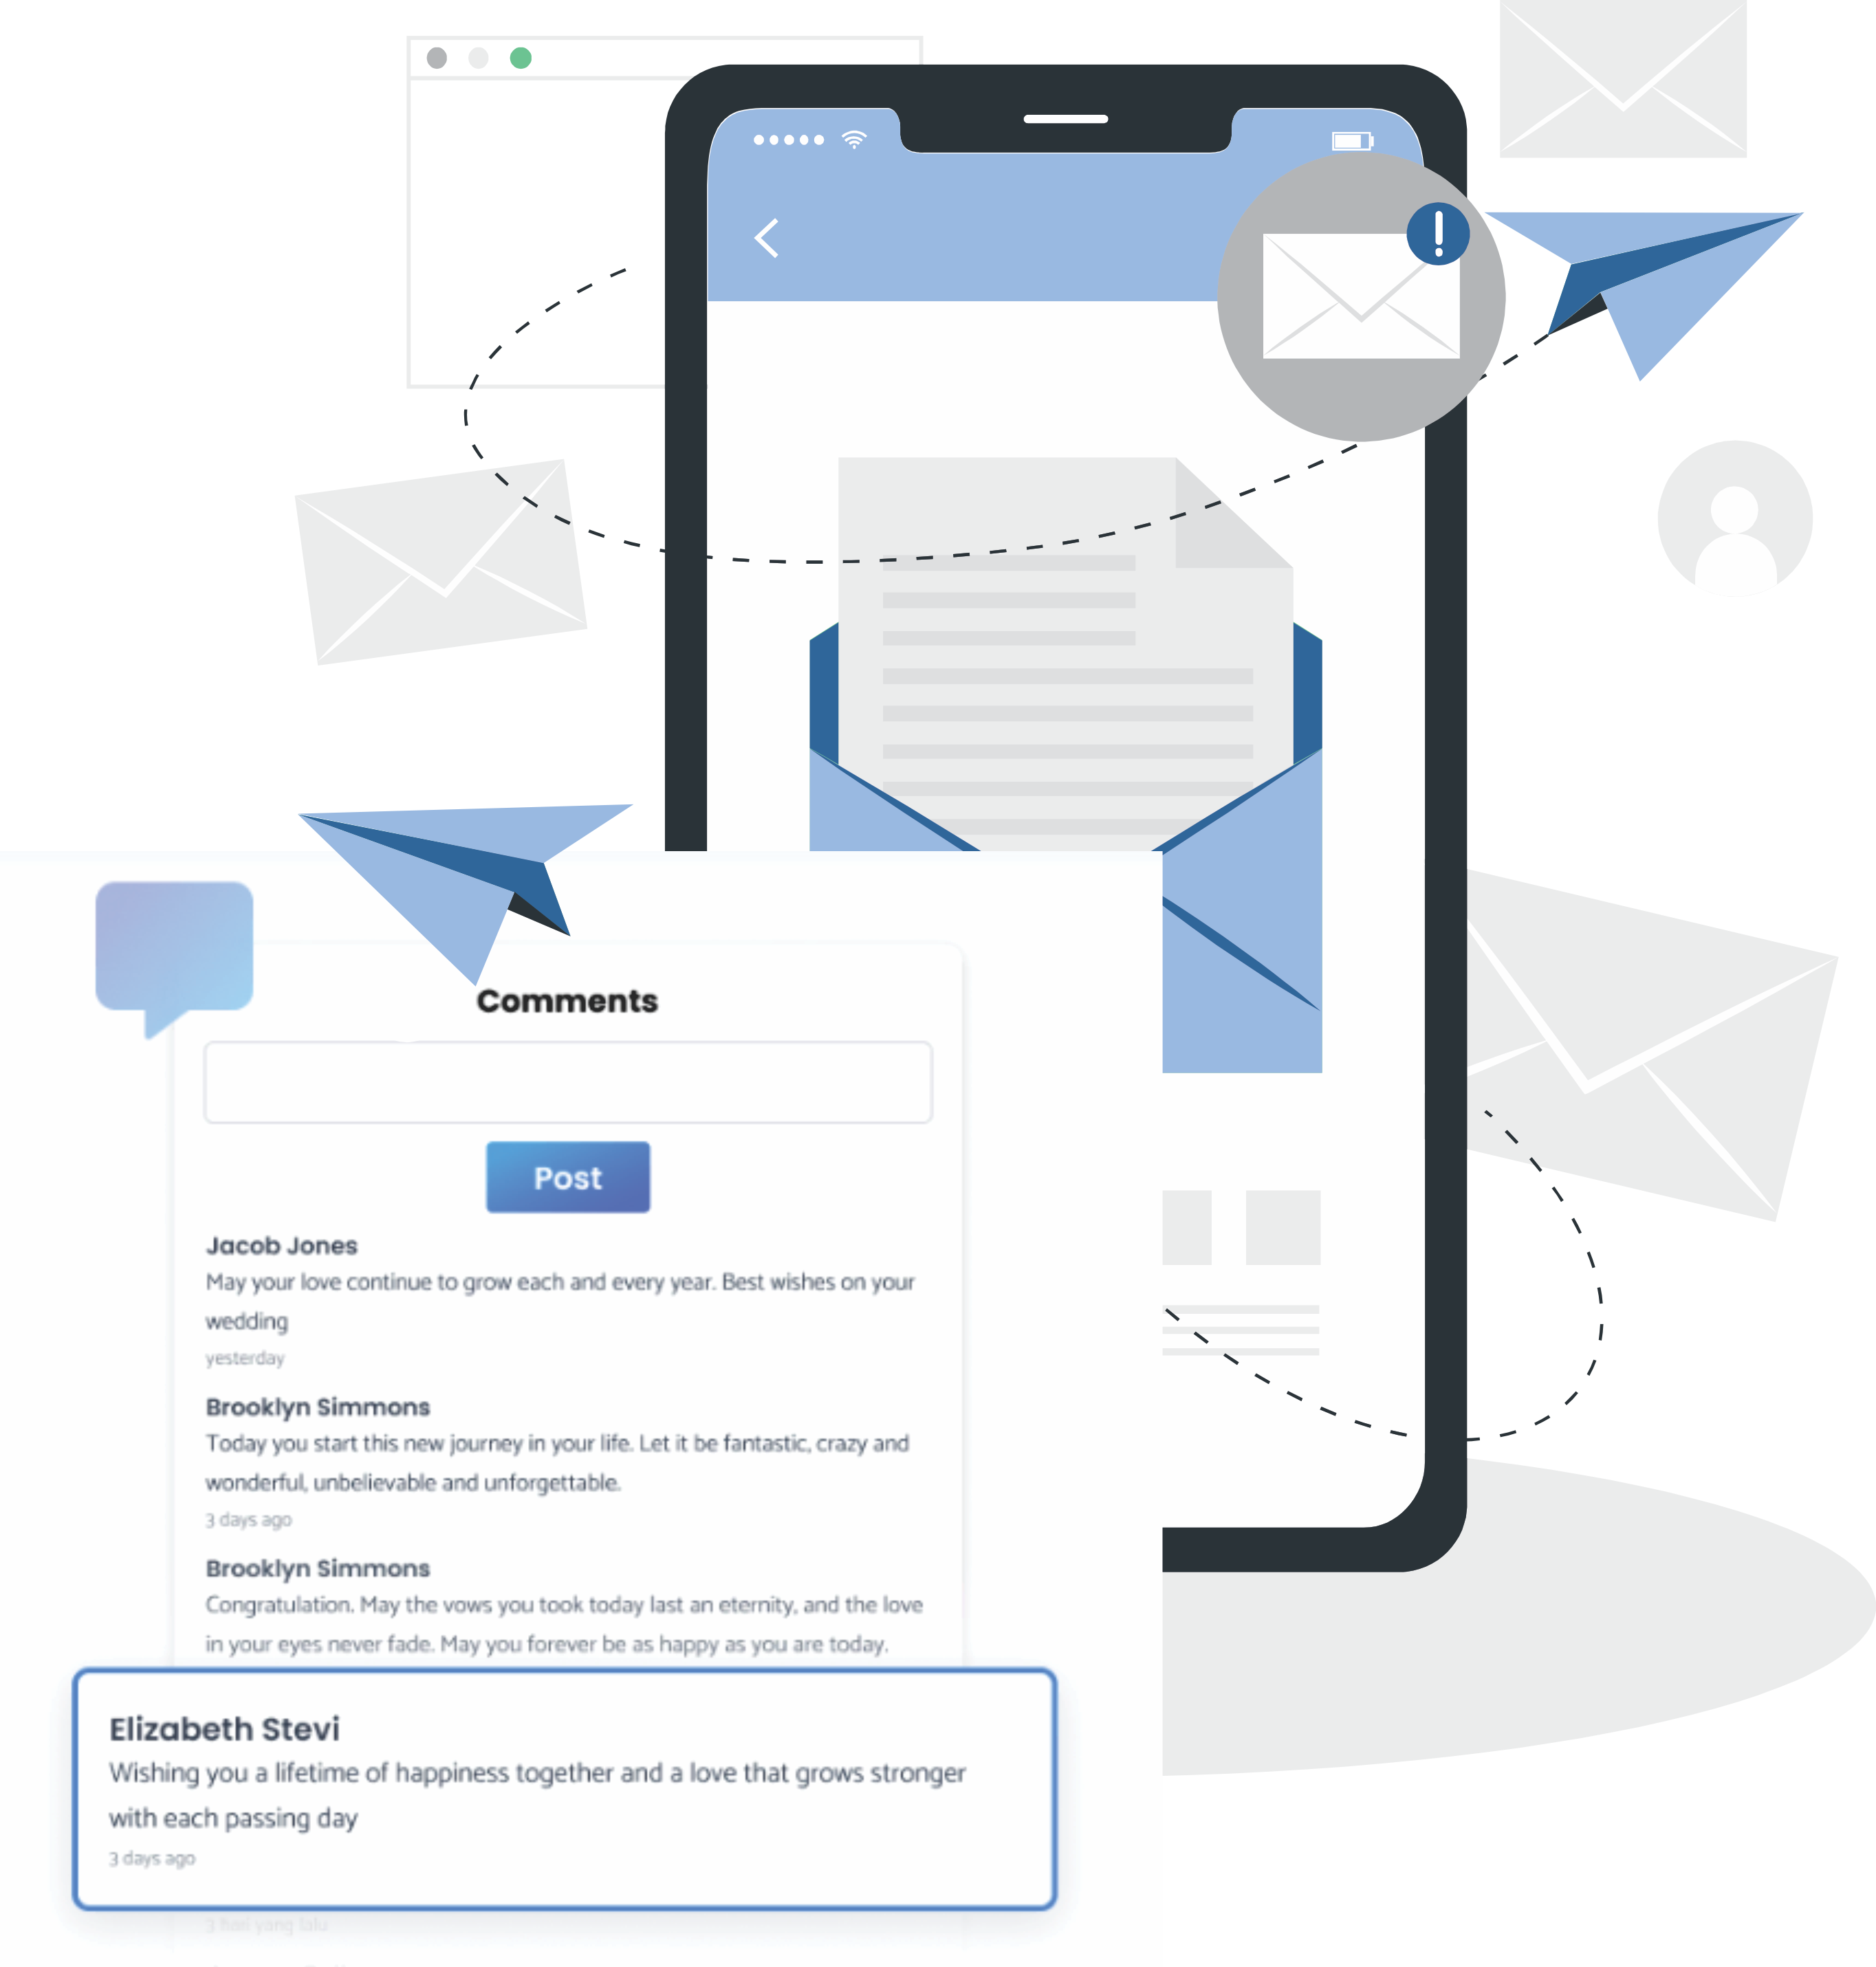 Comments
Post
Jacob Jones
May your love continue to grow each and every year. Best wishes on your
wedding
yesterday
Brooklyn Simmons
Today you start this new journey in your life. Let it be fantastic, crazy and
wonderful, unbelievable and unforgettable.
3 days ago
Brooklyn Simmons
Congratulation. May the vows you took today last an eternity, and the love
in your eyes never fade. May you forever be as happy as you are today.
Elizabeth Stevi
Wishing you a lifetime of happiness together and a love that grows stronger
with each passing day
3 days ago
3 hari yang lalu